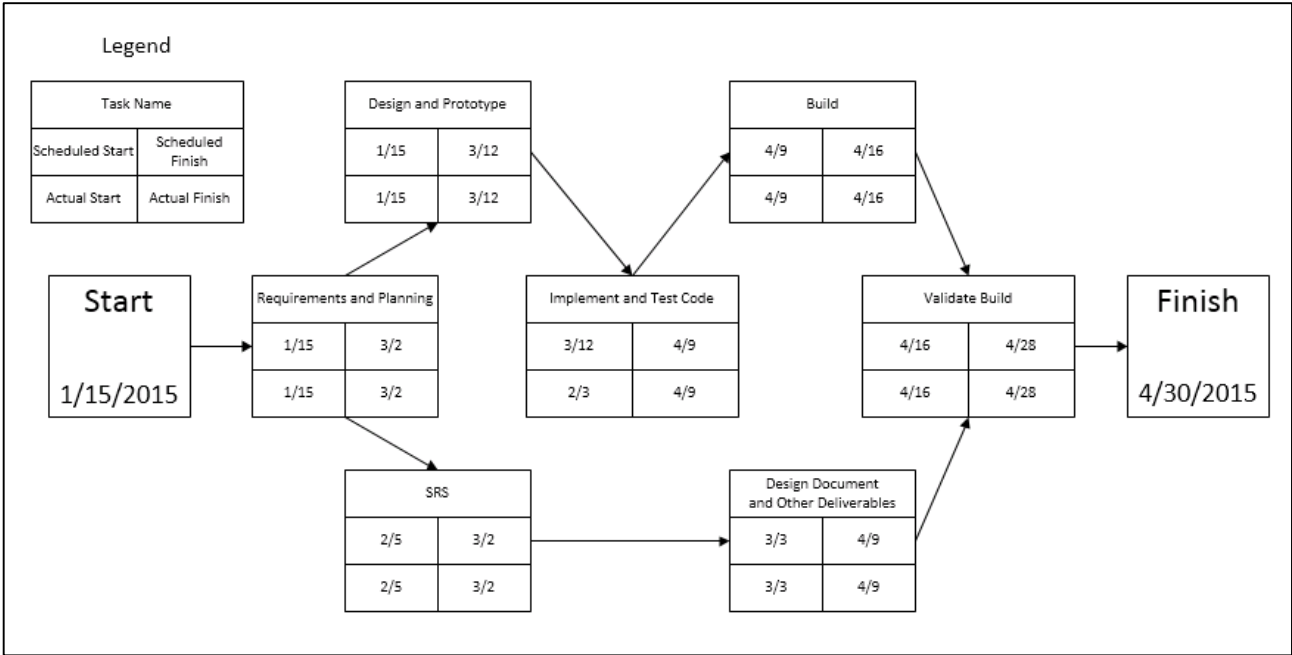 Legend
Task Name
Scheduled Start
Scheduled
Finish
Actual Start
Actual Finish
Design and Prototype
1/15
3/12
1/15
3/12
Build
4/9
4/16
4/9
4/16
Start
1/15/2015
Requirements and Planning
1/15
3/2
1/15
3/2
Implement and Test Code
3/12
4/9
2/3
4/9
Validate Build
4/16
4/28
4/16
4/28
Finish
4/30/2015
SRS
2/5
3/2
2/5
3/2
Design Document
and Other Deliverables
3/3
4/9
3/3
4/9